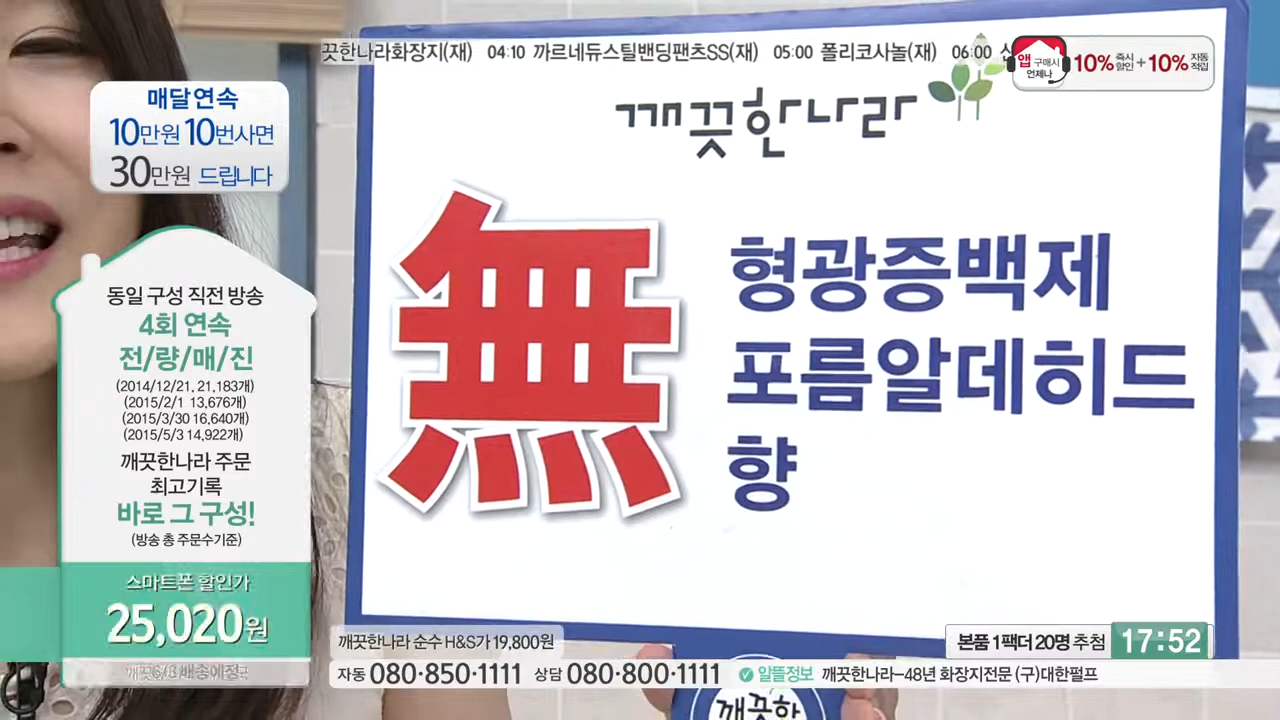 끗한나라화장지(재) 04:10 까르네듀스틸밴딩팬츠SS(재) 05:00 폴리코사놀(재) 06:00
앱 구매시
언제나
10% 즉시할인 + 10% 자동적립
매달연속
10만원 10번사면
30만원 드립니다
깨끗한나라
無
형광증백제
포름알데히드
향
동일 구성 직전 방송
4회 연속
전/량/매/진
(2014/12/21, 21,183개)
(2015/2/1 13,676개)
(2015/3/30 16,640개)
(2015/5/3 14,922개)
깨끗한나라 주문
최고기록
바로 그 구성!
(방송 총 주문수기준)
스마트폰 할인가
25,020원
깨끗한나라 순수 H&S가 19,800원
본품 1팩더 20명 추첨 17:52
자동 080·850·1111 상담 080·800·1111 알뜰정보 깨끗한나라-48년 화장지전문 (구)대한펄프
깨끗한